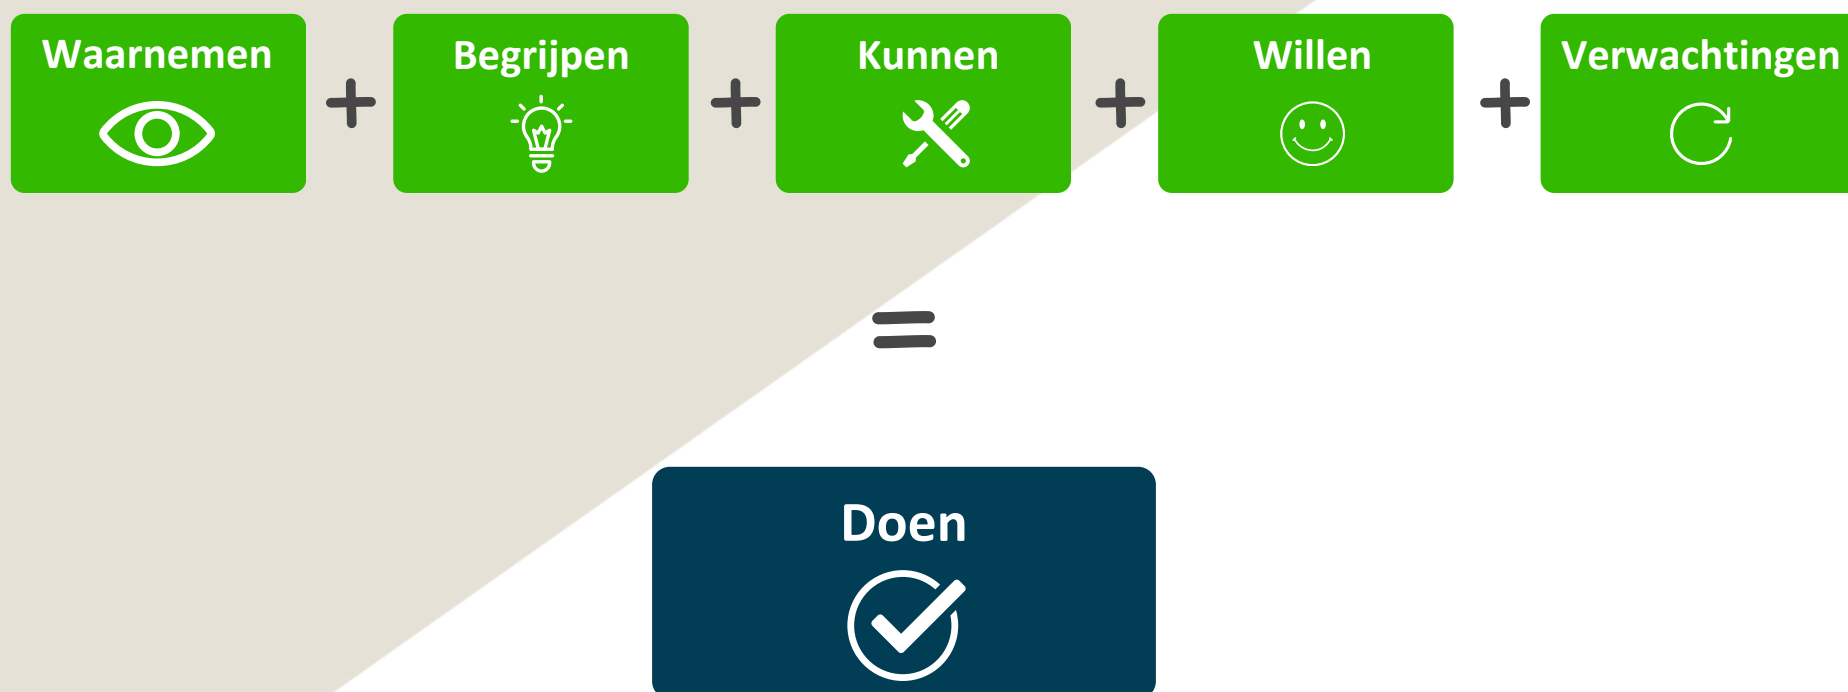 Waarnemen + Begrijpen + Kunnen + Willen + Verwachtingen
=
Doen